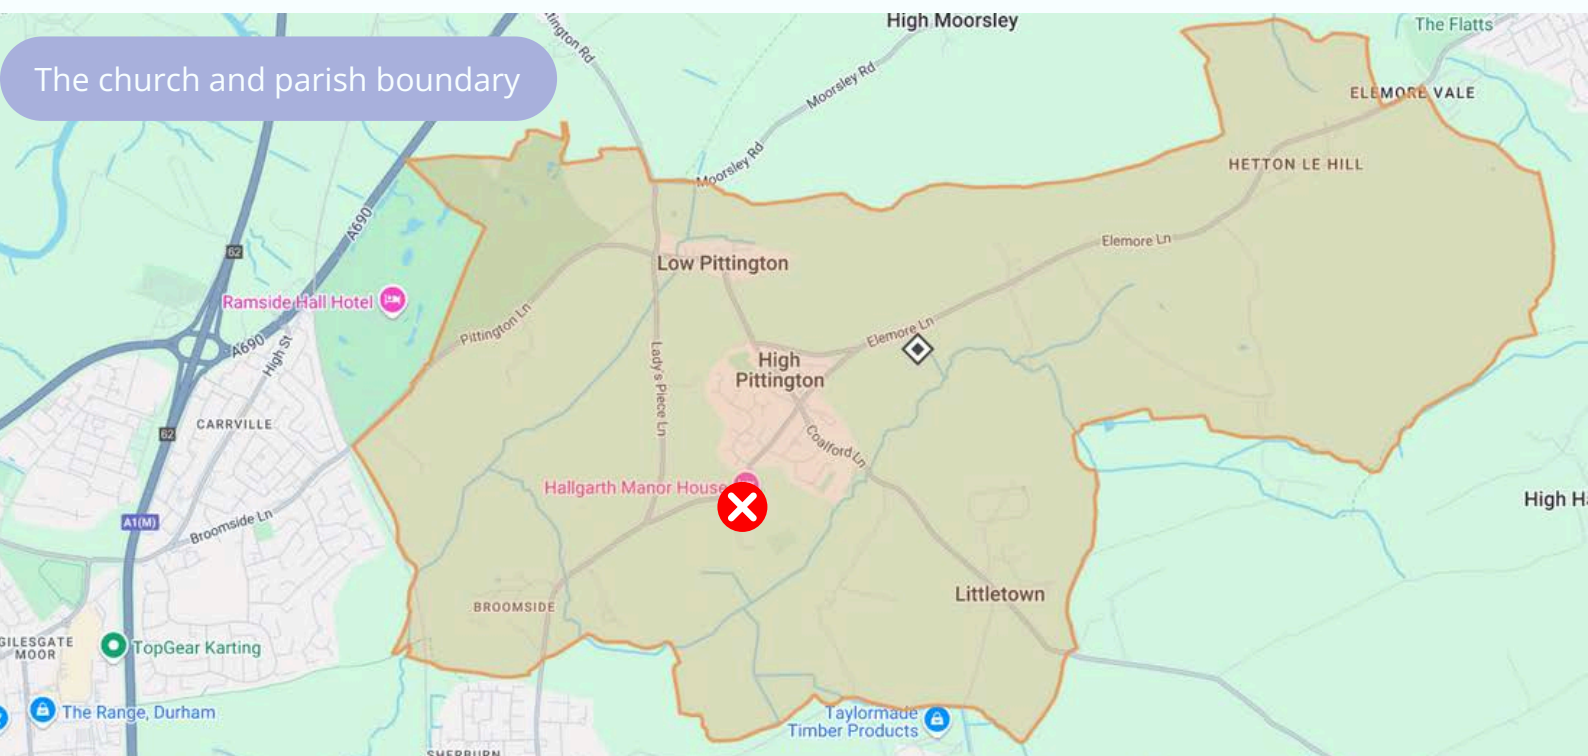 The church and parish boundary
High Moorsley
The Flatts
Moorsley Rd
ELEMORE VALE
HETTON LE HILL
Moorsley Rd
A690
62
Elemore Ln
Low Pittington
Ramside Hall Hotel
Pittington Ln
Elemore Ln
A690
High St
High
Pittington
Lady's Piece Ln
CARRVILLE
62
Coalford Ln
Hallgarth Manor House
A1(M)
Broomside Ln
Littletown
BROOMSIDE
GILESGATE
MOOR
TopGear Karting
The Range, Durham
Taylormade
Timber Products
SHERBURN